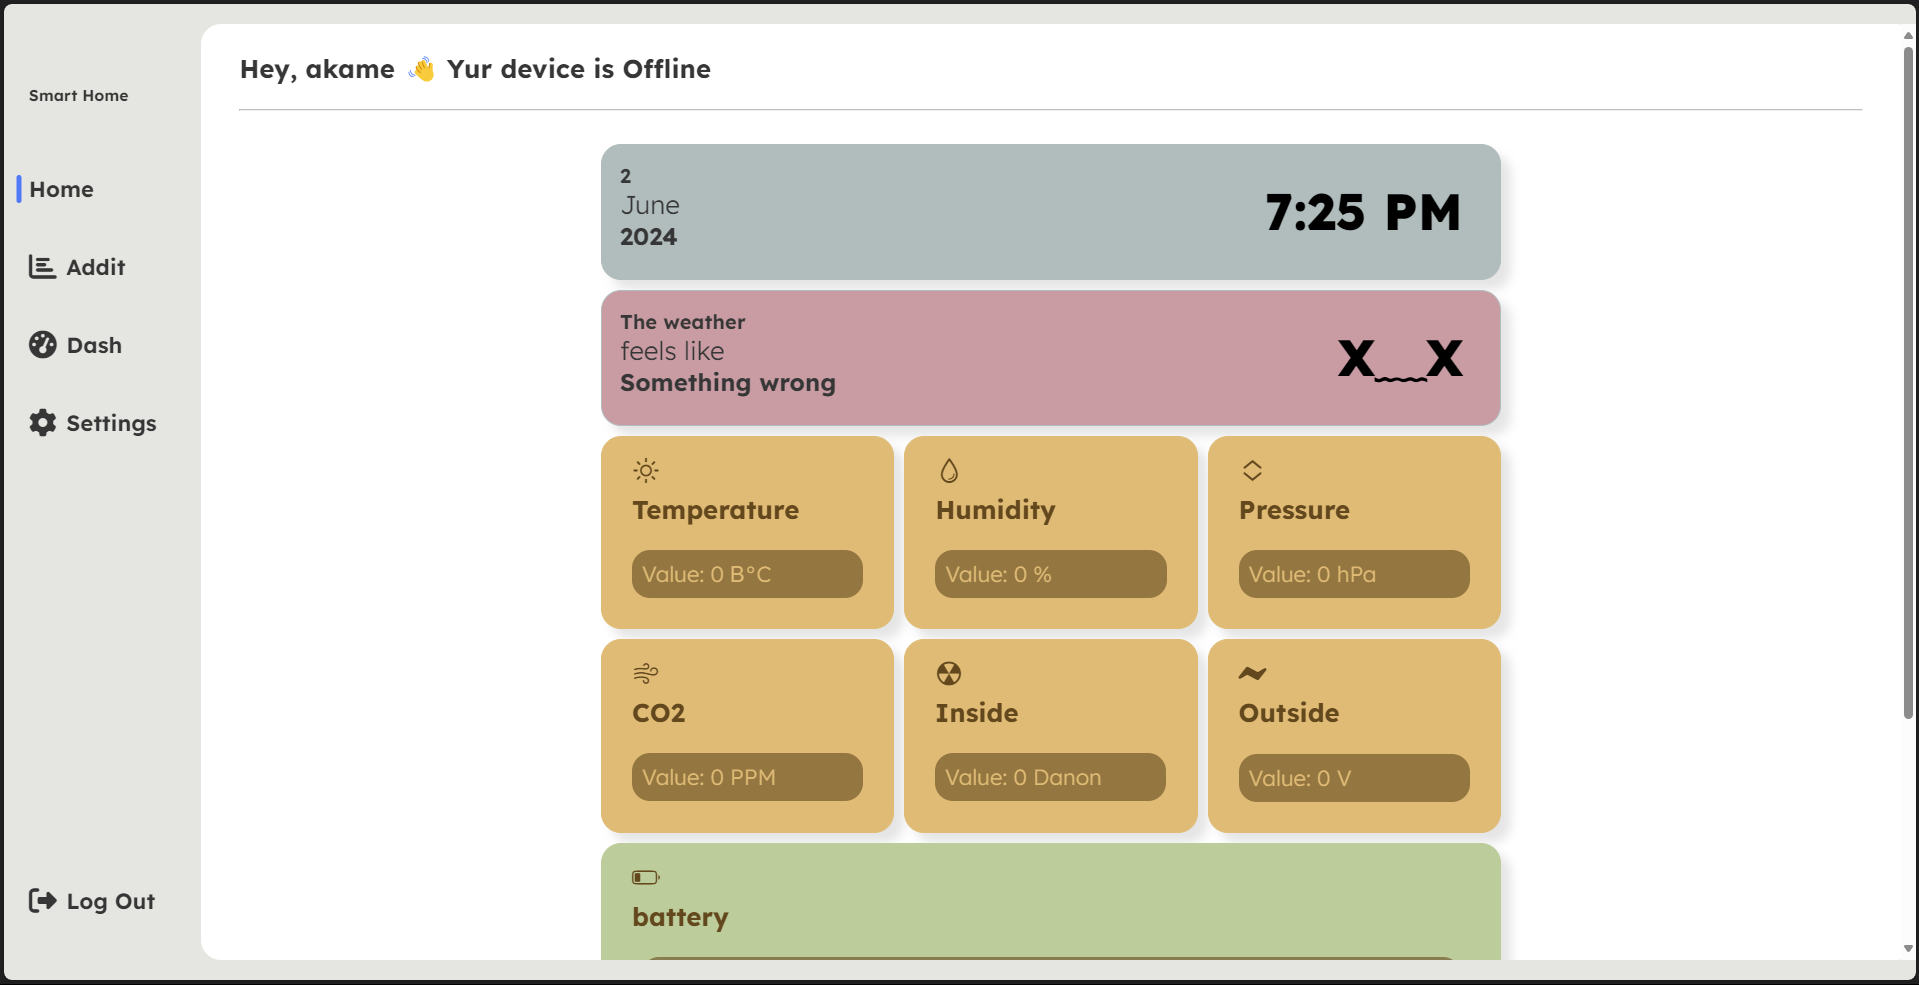 Hey, akame 👋 Yur device is Offline
Smart Home
Home
Addit
Dash
Settings
Log Out
2
June
2024
7:25 PM
The weather
feels like
Something wrong
X__X
Temperature
Value: 0 В°C
Humidity
Value: 0 %
Pressure
Value: 0 hPa
CO2
Value: 0 PPM
Inside
Value: 0 Danon
Outside
Value: 0 V
battery